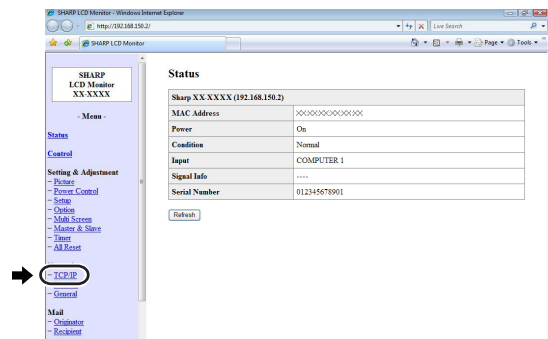 SHARP LCD Monitor - Windows Internet Explorer
http://192.168.150.2/
Live Search
SHARP LCD Monitor
Page
Tools
SHARP
LCD Monitor
XX-XXXX
- Menu -
Status
Control
Setting & Adjustment
- Picture
- Power Control
- Setup
- Option
- Multi Screen
- Master & Slave
- Timer
- All Reset
- TCP/IP
- General
Mail
- Originator
- Recipient
Status
Sharp XX-XXXX (192.168.150.2)
MAC Address XXXXXXXXXXXX
Power On
Condition Normal
Input COMPUTER 1
Signal Info ----
Serial Number 012345678901
Refresh